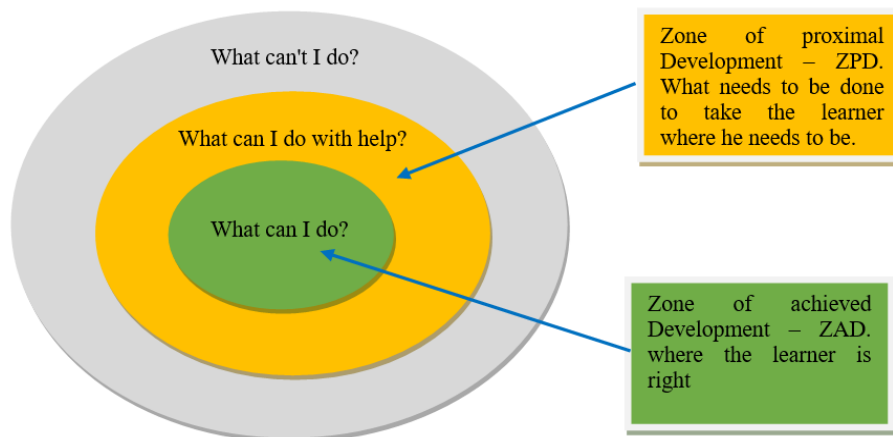 What can't I do?
What can I do with help?
What can I do?
Zone of proximal
Development – ZPD.
What needs to be done
to take the learner
where he needs to be.
Zone of achieved
Development – ZAD.
where the learner is
right